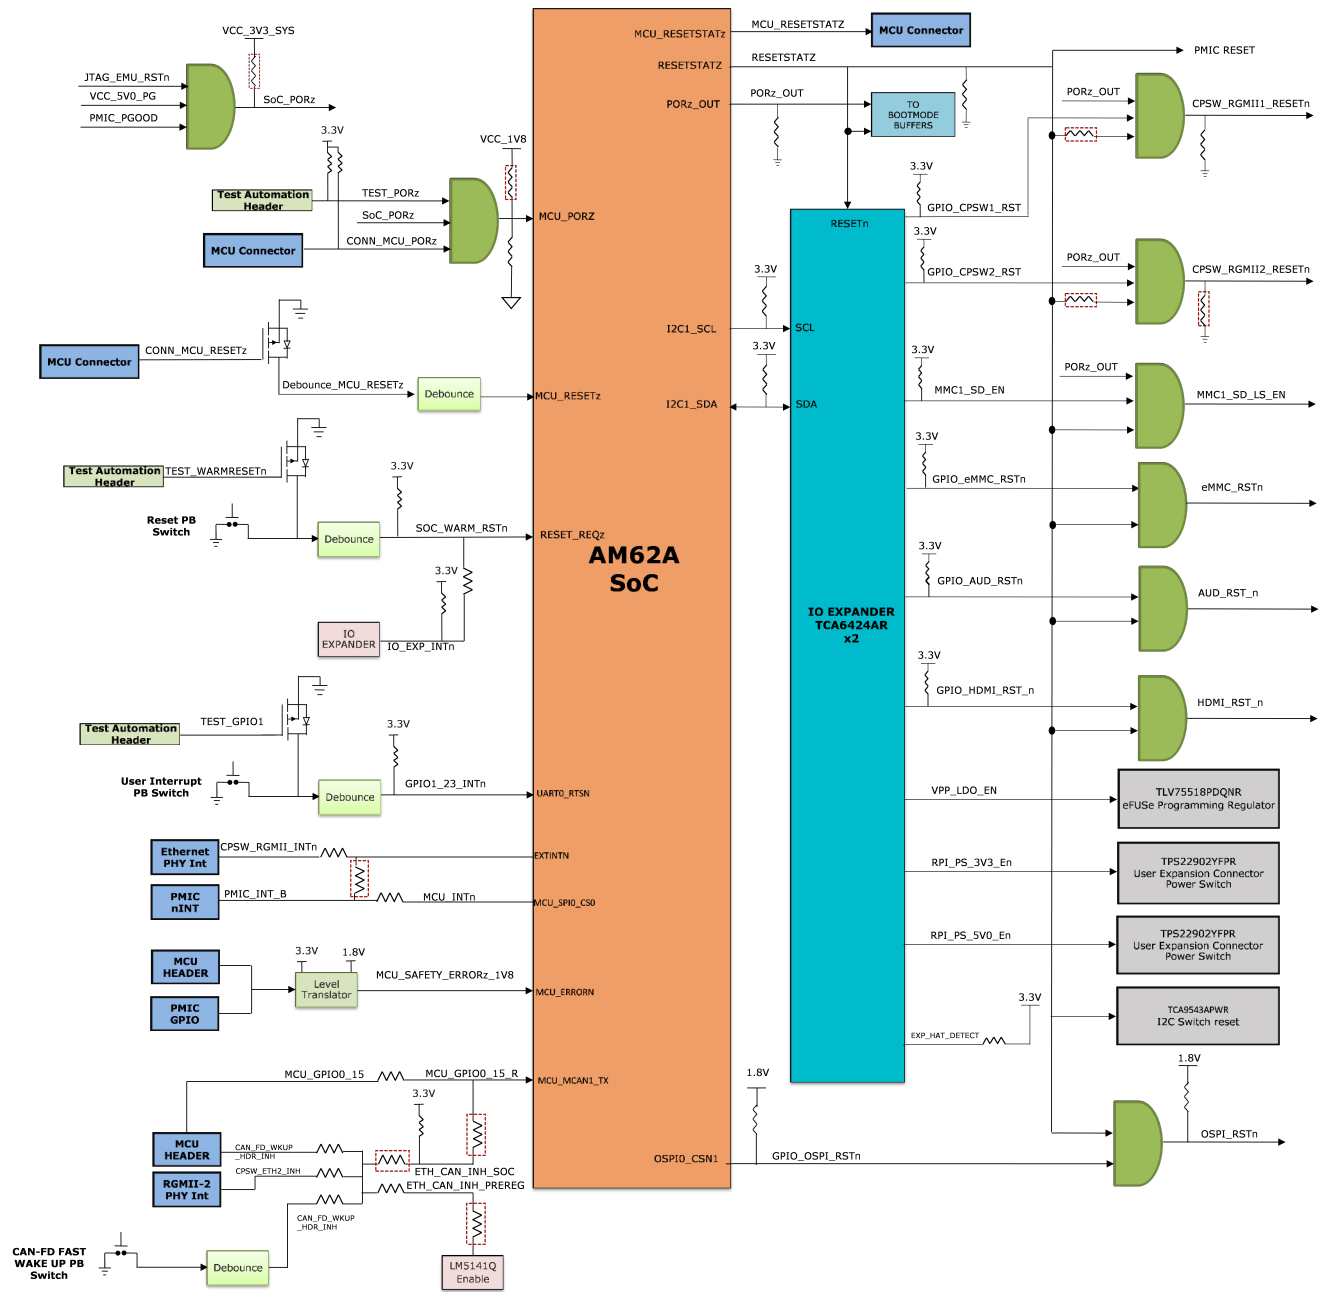 VCC_3V3_SYS
JTAG_EMU_RSTn
VCC_5V0_PG
PMIC_PGOOD
SoC_PORz
3.3V
Test Automation
Header
TEST_PORz
SoC_PORz
MCU Connector
CONN_MCU_PORz
VCC_1V8
MCU_PORZ
MCU Connector
CONN_MCU_RESETz
Debounce_MCU_RESETz
Debounce
MCU_RESETz
Test Automation
Header
TEST_WARMRESETn
Reset PB
Switch
Debounce
3.3V
SOC_WARM_RSTn
RESET_REQz
3.3V
IO
EXPANDER
IO_EXP_INTn
Test Automation
Header
TEST_GPIO1
User Interrupt
PB Switch
Debounce
3.3V
GPIO1_23_INTn
UART0_RTSN
Ethernet
PHY Int
CPSW_RGMII_INTn
EXTINTN
PMIC
nINT
PMIC_INT_B
MCU_INTn
MCU_SPI0_CS0
MCU
HEADER
PMIC
GPIO
3.3V
1.8V
Level
Translator
MCU_SAFETY_ERRORz_1V8
MCU_ERRORN
MCU_GPIO0_15
MCU_GPIO0_15_R
MCU_MCAN1_TX
3.3V
MCU
HEADER
CAN_FD_WKUP
_HDR_INH
RGMII-2
PHY Int
CPSW_ETH2_INH
ETH_CAN_INH_SOC
ETH_CAN_INH_PREREG
CAN_FD_WKUP
_HDR_INH
CAN-FD FAST
WAKE UP PB
Switch
Debounce
LM5141Q
Enable
AM62A
SoC
MCU_RESETSTATz
MCU_RESETSTATZ
MCU Connector
RESETSTATZ
RESETSTATZ
PORz_OUT
PORz_OUT
TO
BOOTMODE
BUFFERS
I2C1_SCL
3.3V
SCL
I2C1_SDA
3.3V
SDA
OSPI0_CSN1
1.8V
GPIO_OSPI_RSTn
RESETn
IO EXPANDER
TCA6424AR
x2
PMIC RESET
3.3V
GPIO_CPSW1_RST
PORz_OUT
CPSW_RGMII1_RESETn
3.3V
GPIO_CPSW2_RST
PORz_OUT
CPSW_RGMII2_RESETn
3.3V
MMC1_SD_EN
PORz_OUT
MMC1_SD_LS_EN
3.3V
GPIO_eMMC_RSTn
eMMC_RSTn
3.3V
GPIO_AUD_RSTn
AUD_RST_n
3.3V
GPIO_HDMI_RST_n
HDMI_RST_n
VPP_LDO_EN
TLV75518PDQNR
eFUSe Programming Regulator
RPI_PS_3V3_En
TPS22902YFPR
User Expansion Connector
Power Switch
RPI_PS_5V0_En
TPS22902YFPR
User Expansion Connector
Power Switch
TCA9543APWR
I2C Switch reset
3.3V
EXP_HAT_DETECT
1.8V
OSPI_RSTn